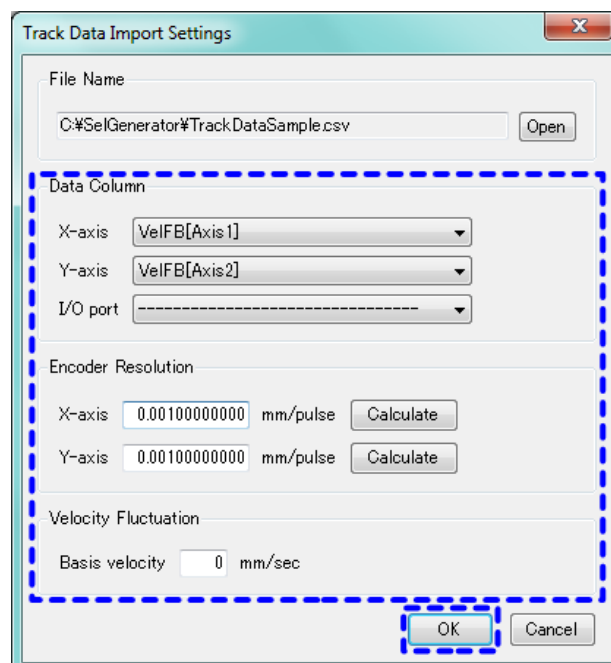 Track Data Import Settings
File Name
C:¥SelGenerator¥TrackDataSample.csv Open
Data Column
X-axis VelFB[Axis1]
Y-axis VelFB[Axis2]
I/O port --------------------------------
Encoder Resolution
X-axis 0.00100000000 mm/pulse Calculate
Y-axis 0.00100000000 mm/pulse Calculate
Velocity Fluctuation
Basis velocity 0 mm/sec
OK Cancel